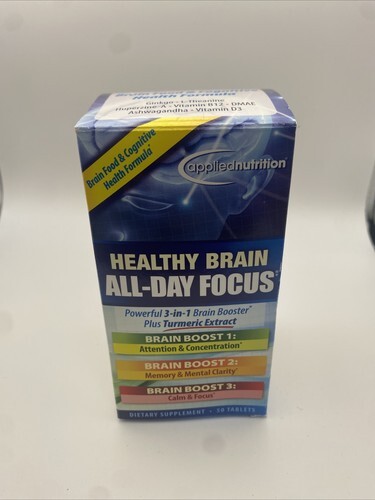 Health Formula
Ginkgo • L-Theanine
Huperzine-A • Vitamin B12 • DMAE
Ashwagandha • Vitamin D3
Brain Food & Cognitive
Health Formula*
appliednutrition®
HEALTHY BRAIN
ALL-DAY FOCUS
Powerful 3-in-1 Brain Booster*
Plus Turmeric Extract
BRAIN BOOST 1:
Attention & Concentration*
BRAIN BOOST 2:
Memory & Mental Clarity*
BRAIN BOOST 3:
Calm & Focus*
DIETARY SUPPLEMENT • 50 TABLETS